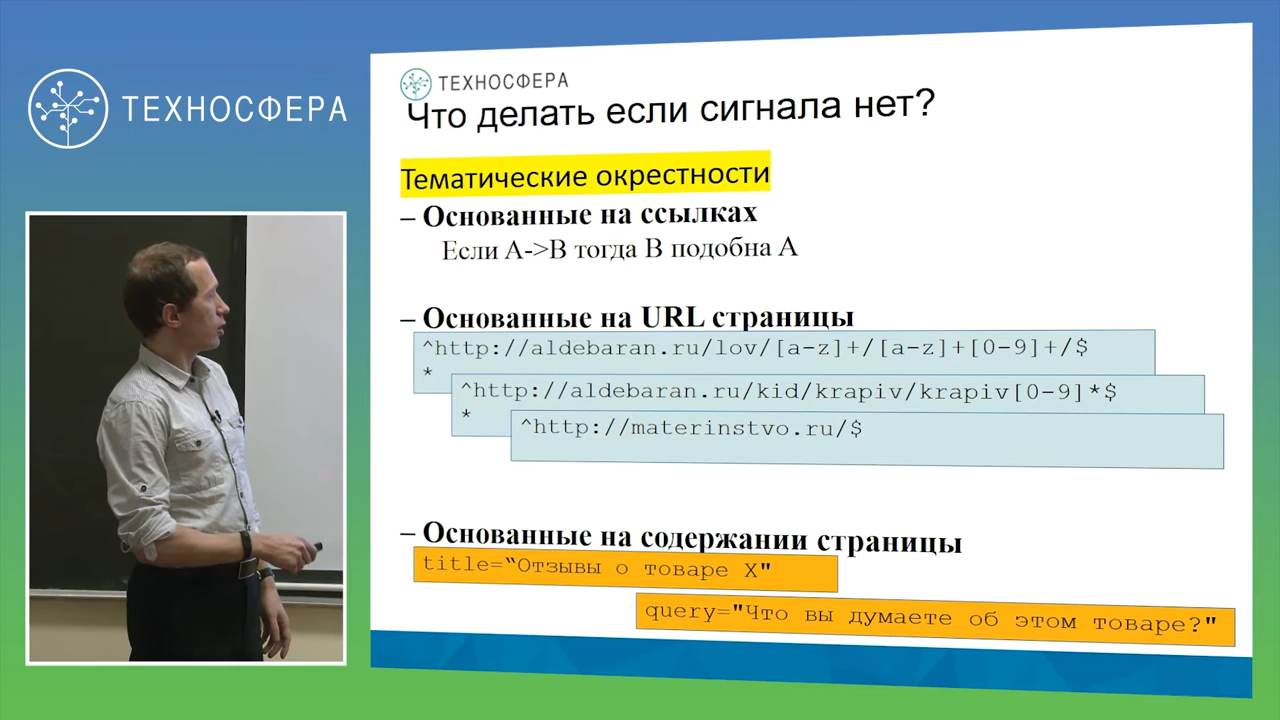 ТЕХНОСФЕРА
ТЕХНОСФЕРА
Что делать если сигнала нет?
Тематические окрестности
– Основанные на ссылках
Если A->B тогда B подобна A
– Основанные на URL страницы
^http://aldebaran.ru/lov/[a-z]+/[a-z]+[0-9]+/$
*
^http://aldebaran.ru/kid/krapiv/krapiv[0-9]*$
*
^http://materinstvo.ru/$
– Основанные на содержании страницы
title=“Отзывы о товаре X"
query="Что вы думаете об этом товаре?"